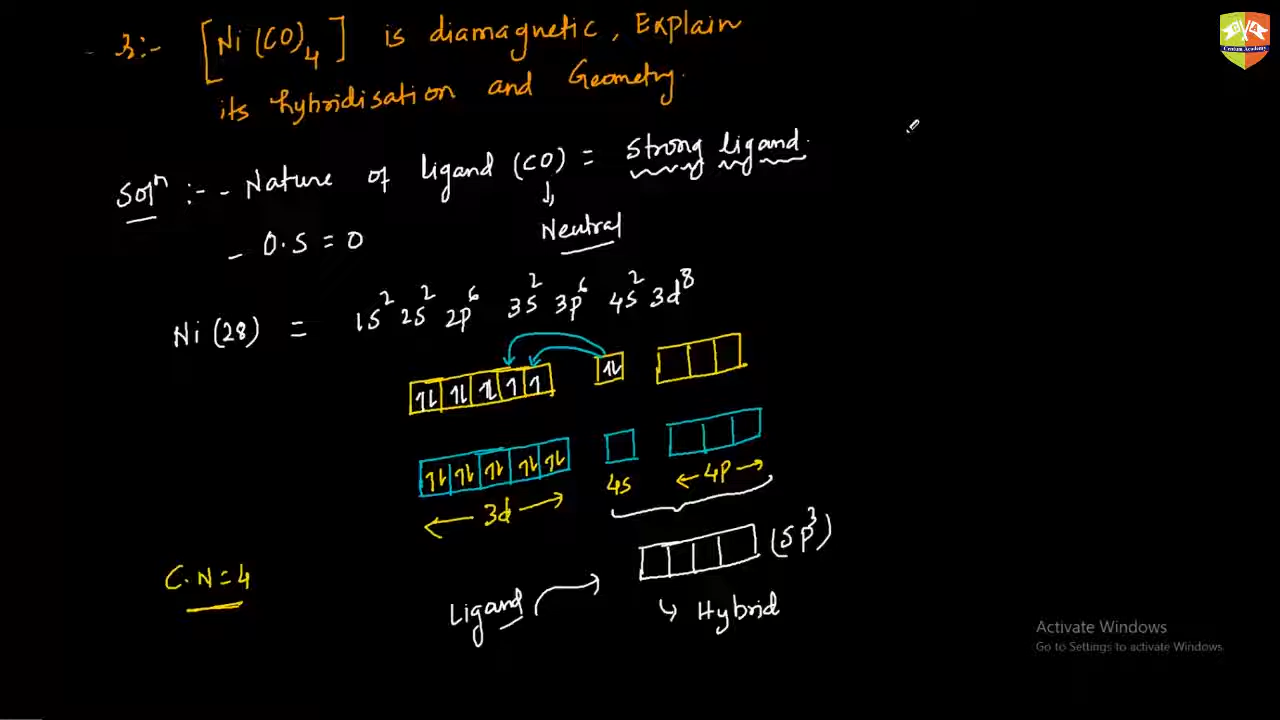 3:- [Ni(CO)4] is diamagnetic, Explain
its hybridisation and Geometry.
Centum Academy
Solⁿ :- - Nature of ligand (CO) = strong ligand.
↓
Neutral
- O.S = 0
Ni (28) = 1s² 2s² 2p⁶ 3s² 3p⁶ 4s² 3d⁸
⥮ ⥮ ⥮ ↿ ↿ ⥮
⥮ ⥮ ⥮ ⥮ ⥮
← 3d → 4s ← 4p →
(sp³)
C.N = 4
Ligand → ↳ Hybrid
Activate Windows
Go to Settings to activate Windows.